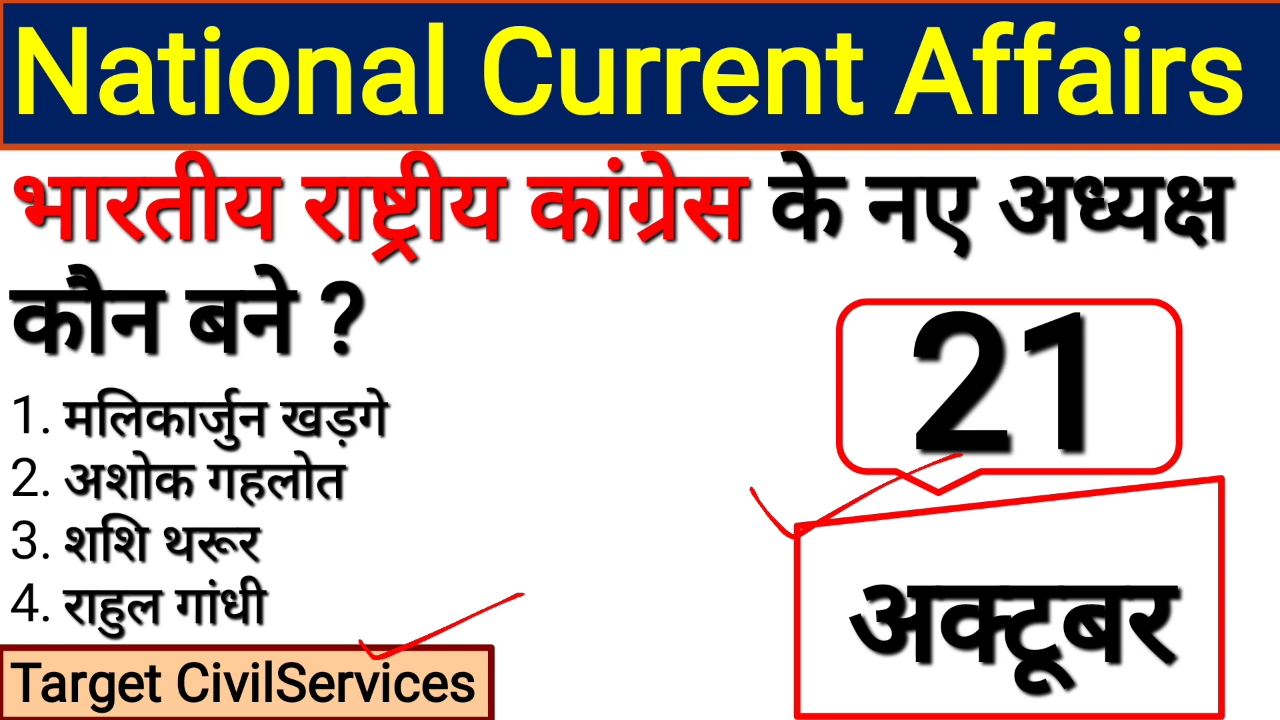 National Current Affairs
भारतीय राष्ट्रीय कांग्रेस के नए अध्यक्ष
कौन बने ?
1. मलिकार्जुन खड़गे
2. अशोक गहलोत
3. शशि थरूर
4. राहुल गांधी
21
अक्टूबर
Target CivilServices